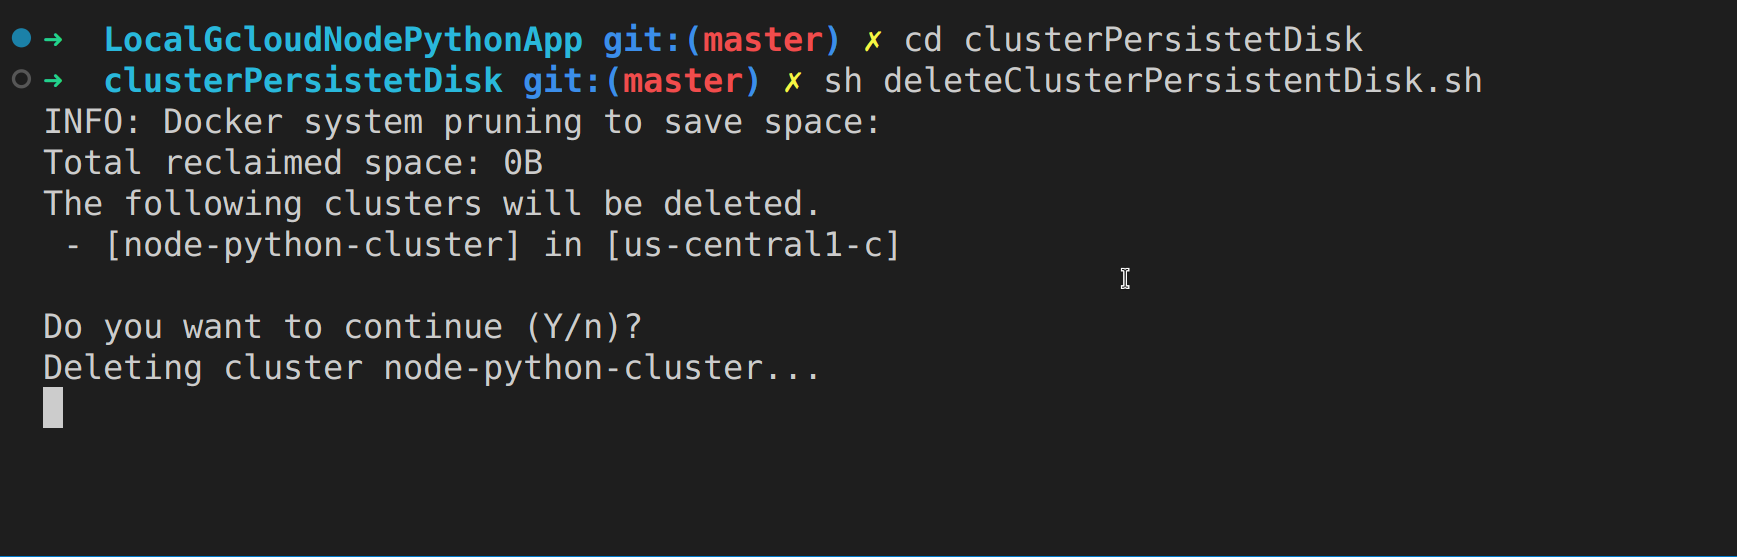 ➜  LocalGcloudNodePythonApp git:(master) ✗ cd clusterPersistetDisk
➜  clusterPersistetDisk git:(master) ✗ sh deleteClusterPersistentDisk.sh
INFO: Docker system pruning to save space:
Total reclaimed space: 0B
The following clusters will be deleted.
 - [node-python-cluster] in [us-central1-c]
Do you want to continue (Y/n)?
Deleting cluster node-python-cluster...